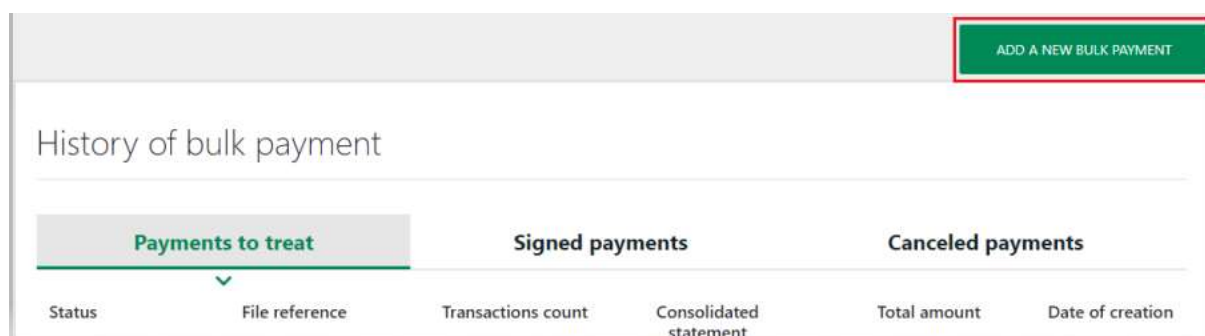 ADD A NEW BULK PAYMENT
History of bulk payment
Payments to treat Signed payments Canceled payments
Status File reference Transactions count Consolidated statement Total amount Date of creation